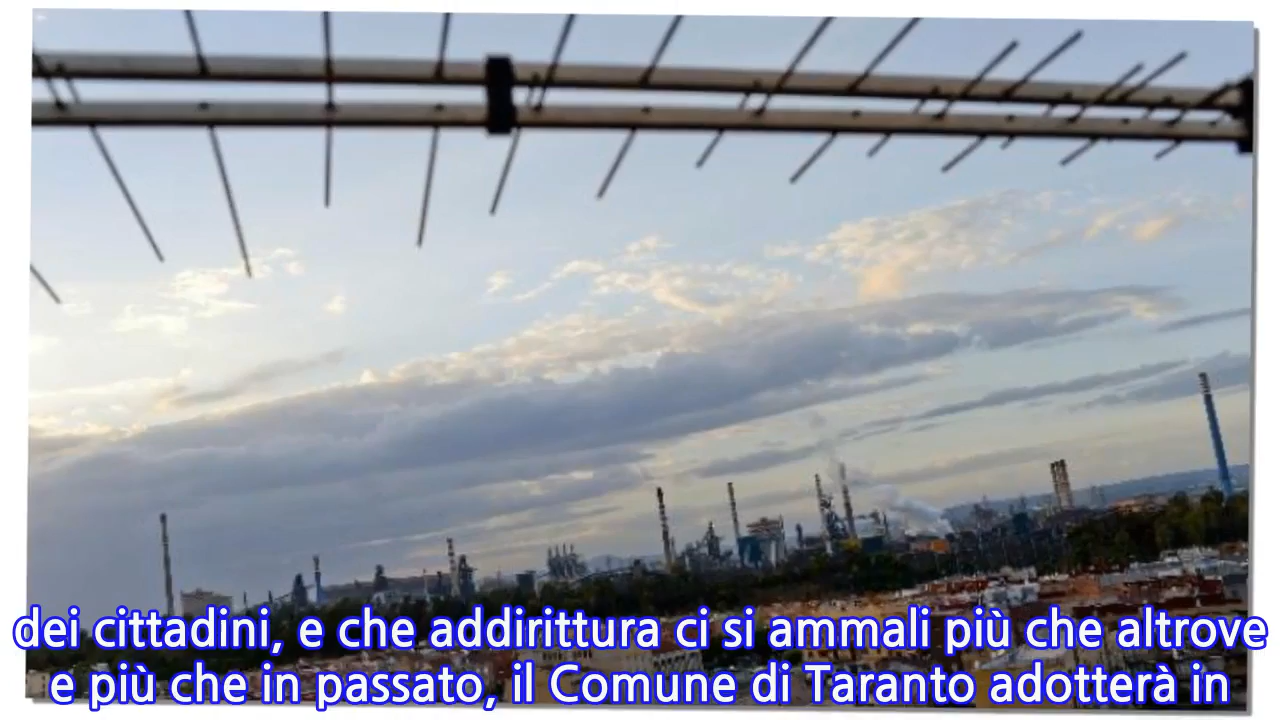 dei cittadini, e che addirittura ci si ammali più che altrove
e più che in passato, il Comune di Taranto adotterà in